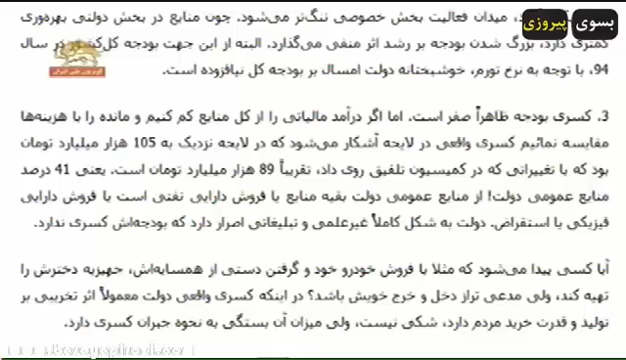 بسوی پیروزی
میدان فعالیت بخش خصوصی تنگ‌تر می‌شود. چون منابع در بخش دولتی بهره‌وری
کمتری دارد، بزرگ شدن بودجه بر رشد اثر منفی می‌گذارد. البته از این جهت بودجه کل‌کشور در سال
94، با توجه به نرخ تورم، خوشبختانه دولت امسال بر بودجه کل نیافزوده است.
3. کسری بودجه ظاهراً صفر است. اما اگر درآمد مالیاتی را از کل منابع کم کنیم و مانده را با هزینه‌ها
مقایسه نمائیم کسری واقعی در لایحه آشکار می‌شود که در لایحه نزدیک به 105 هزار میلیارد تومان
بود که با تغییراتی که در کمیسیون تلفیق روی داد، تقریباً 89 هزار میلیارد تومان است. یعنی 41 درصد
منابع عمومی دولت! از منابع عمومی دولت بقیه منابع یا فروش دارایی نفتی است یا فروش دارایی
فیزیکی یا استقراض. دولت به شکل کاملاً غیرعلمی و تبلیغاتی اصرار دارد که بودجه‌اش کسری ندارد.
آیا کسی پیدا می‌شود که مثلا با فروش خودرو خود و گرفتن دستی از همسایه‌اش، جهیزیه دخترش را
تهیه کند، ولی مدعی تراز دخل و خرج خویش باشد؟ در اینکه کسری واقعی دولت معمولاً اثر تخریبی بر
تولید و قدرت خرید مردم دارد، شکی نیست، ولی میزان آن بستگی به نحوه جبران کسری دارد.